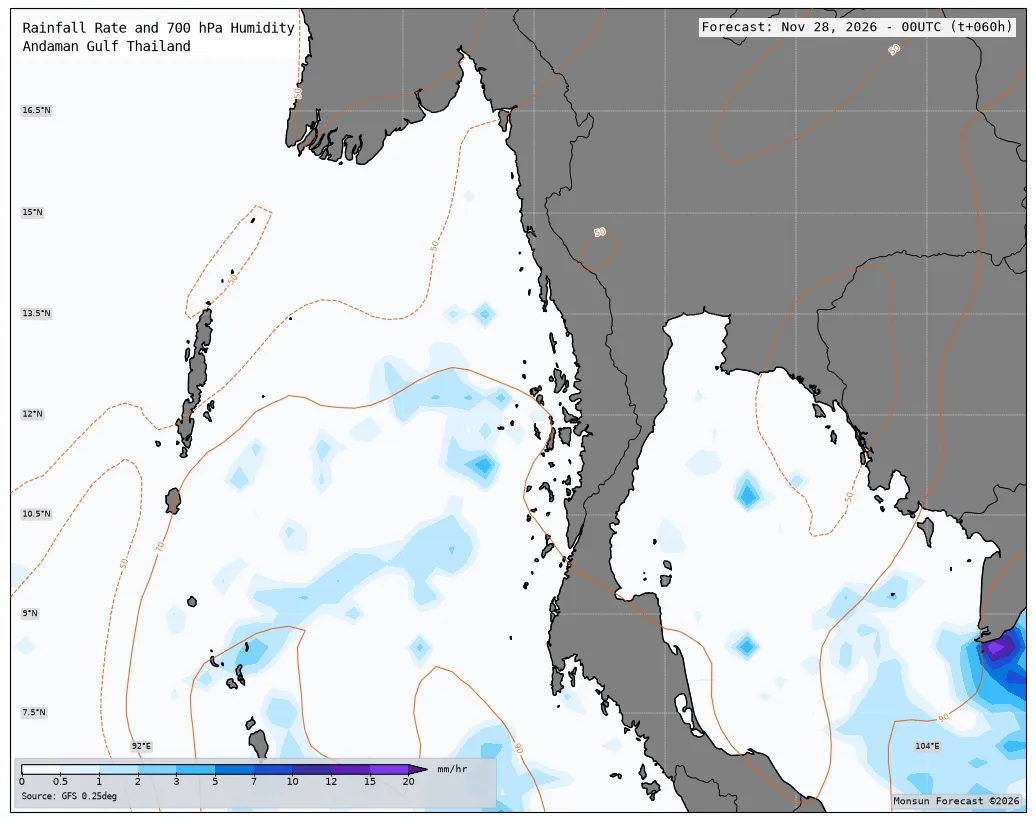 Rainfall Rate and 700 hPa Humidity
Andaman Gulf Thailand
Forecast: Nov 28, 2026 - 00UTC (t+060h)
50
50
16.5°N
15°N
50
50
50
13.5°N
12°N
50
10.5°N
70
50
9°N
7.5°N
90
92°E
90
104°E
mm/hr
0 0.5 1 2 3 5 7 10 12 15 20
Source: GFS 0.25deg
Monsun Forecast ©2026